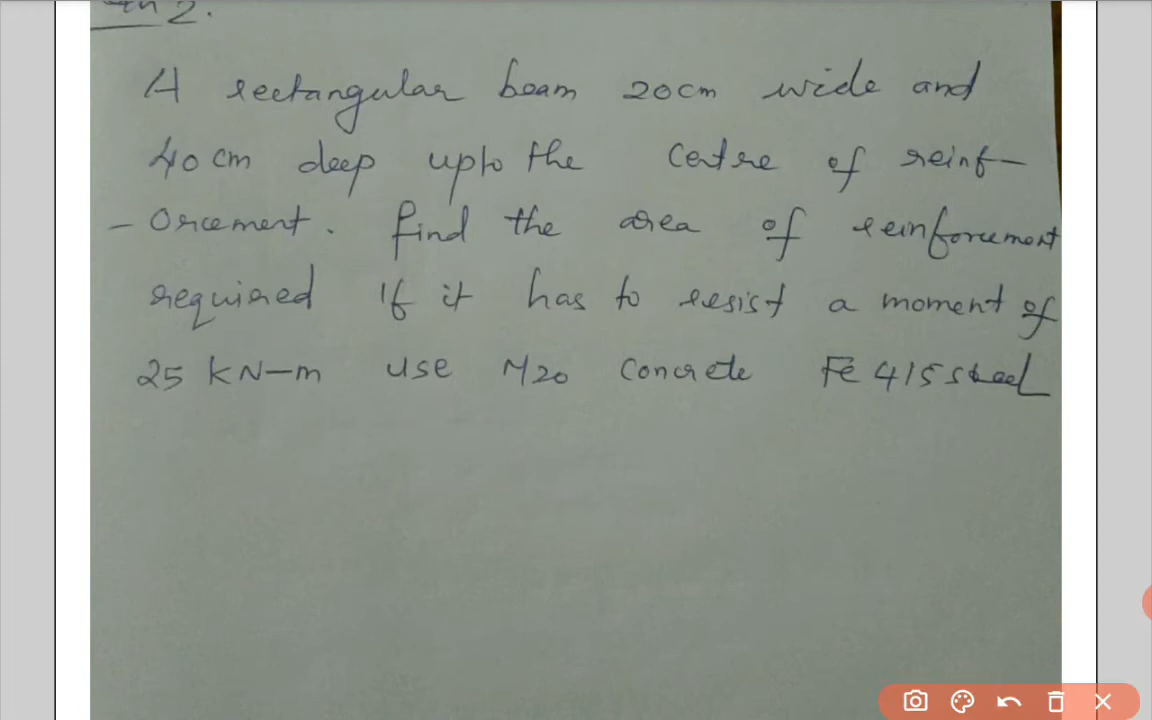 2.
A rectangular beam 20cm wide and
40 cm deep upto the centre of reinf-
- orcement. find the area of reinforcement
required if it has to resist a moment of
25 KN-m use M20 concrete Fe 415 steel